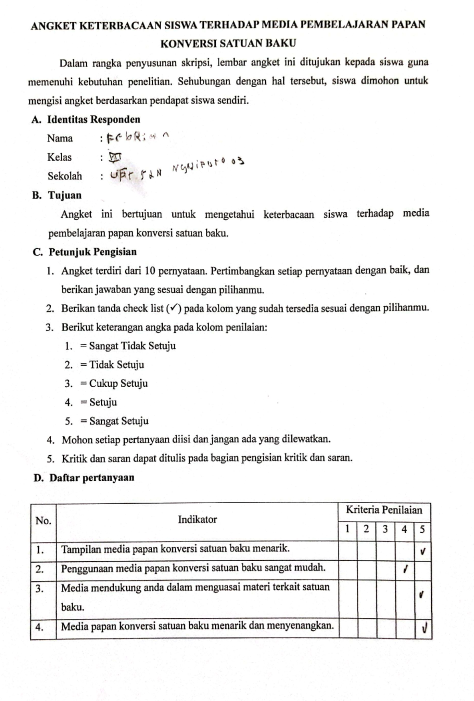 ANGKET KETERBACAAN SISWA TERHADAP MEDIA PEMBELAJARAN PAPAN
KONVERSI SATUAN BAKU
Dalam rangka penyusunan skripsi, lembar angket ini ditujukan kepada siswa guna
memenuhi kebutuhan penelitian. Sehubungan dengan hal tersebut, siswa dimohon untuk
mengisi angket berdasarkan pendapat siswa sendiri.
A. Identitas Responden
Nama :
Kelas :
Sekolah : UPT SDN
B. Tujuan
Angket ini bertujuan untuk mengetahui keterbacaan siswa terhadap media
pembelajaran papan konversi satuan baku.
C. Petunjuk Pengisian
1. Angket terdiri dari 10 pernyataan. Pertimbangkan setiap pernyataan dengan baik, dan
berikan jawaban yang sesuai dengan pilihanmu.
2. Berikan tanda check list (✓) pada kolom yang sudah tersedia sesuai dengan pilihanmu.
3. Berikut keterangan angka pada kolom penilaian:
1. = Sangat Tidak Setuju
2. = Tidak Setuju
3. = Cukup Setuju
4. = Setuju
5. = Sangat Setuju
4. Mohon setiap pertanyaan diisi dan jangan ada yang dilewatkan.
5. Kritik dan saran dapat ditulis pada bagian pengisian kritik dan saran.
D. Daftar pertanyaan
No. Indikator Kriteria Penilaian
1 2 3 4 5
1. Tampilan media papan konversi satuan baku menarik. ✓
2. Penggunaan media papan konversi satuan baku sangat mudah. ✓
3. Media mendukung anda dalam menguasai materi terkait satuan
baku. ✓
4. Media papan konversi satuan baku menarik dan menyenangkan. ✓